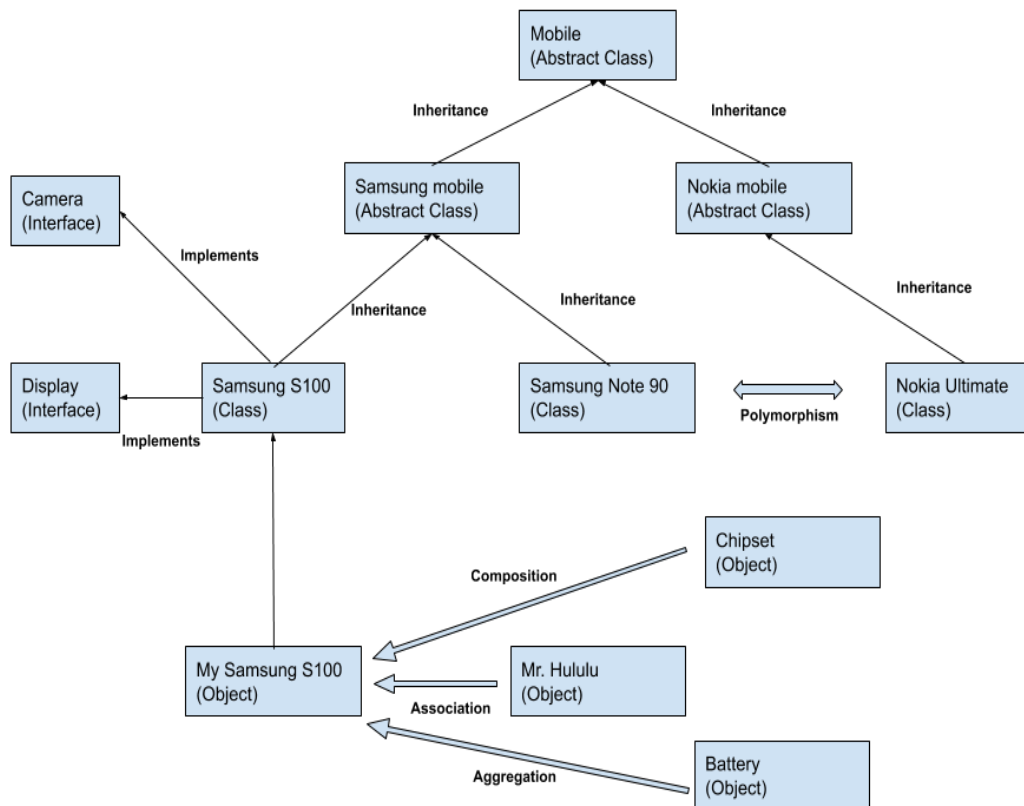 Mobile
(Abstract Class)
Inheritance
Inheritance
Samsung mobile
(Abstract Class)
Nokia mobile
(Abstract Class)
Camera
(Interface)
Implements
Inheritance
Inheritance
Inheritance
Display
(Interface)
Samsung S100
(Class)
Samsung Note 90
(Class)
Nokia Ultimate
(Class)
Polymorphism
Implements
Chipset
(Object)
Composition
My Samsung S100
(Object)
Mr. Hululu
(Object)
Association
Battery
(Object)
Aggregation